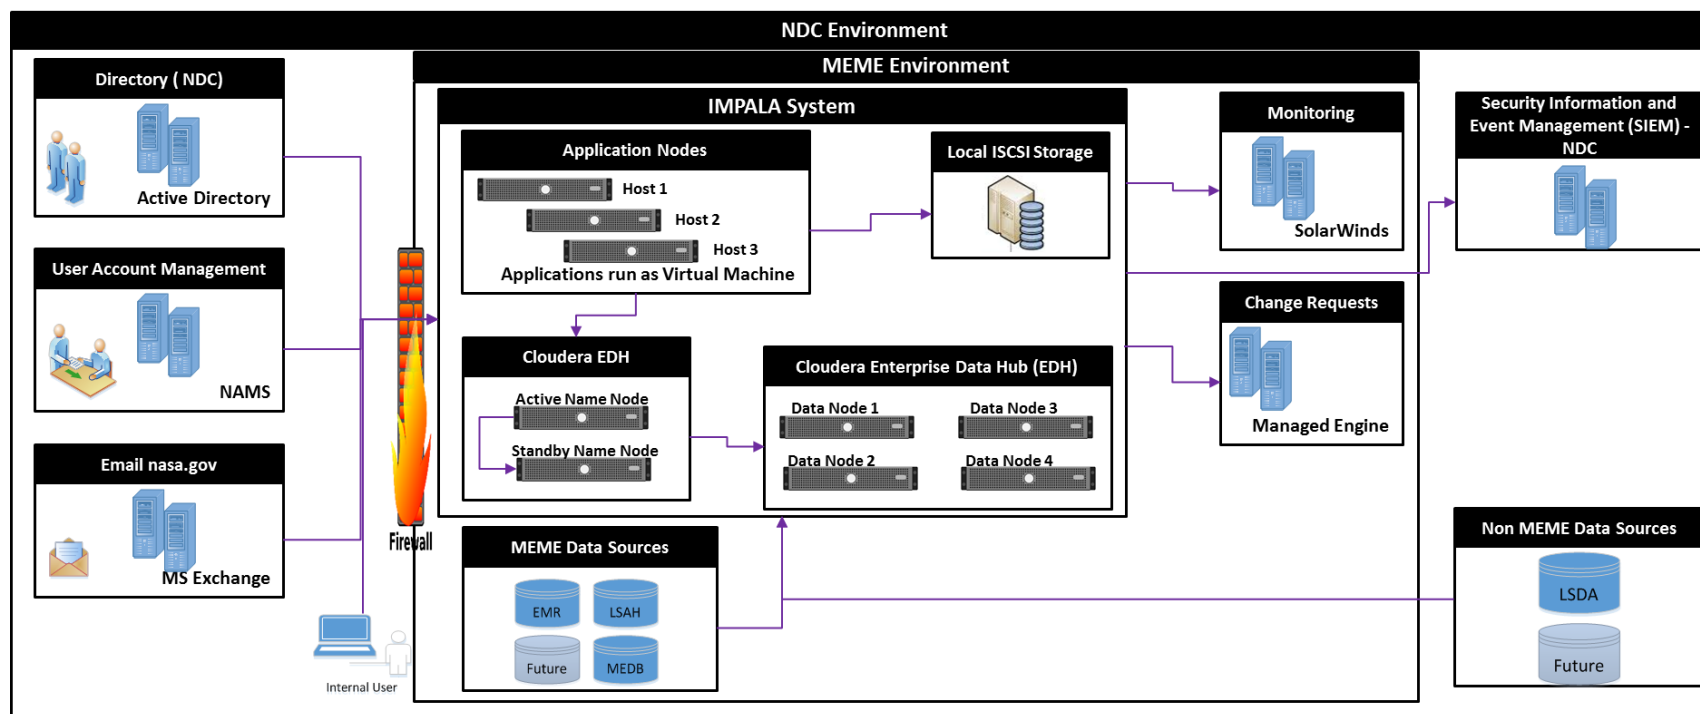 NDC Environment
MEME Environment
Directory ( NDC)
Active Directory
User Account Management
NAMS
Email nasa.gov
MS Exchange
Internal User
Firewall
IMPALA System
Application Nodes
Host 1
Host 2
Host 3
Applications run as Virtual Machine
Local ISCSI Storage
Cloudera EDH
Active Name Node
Standby Name Node
Cloudera Enterprise Data Hub (EDH)
Data Node 1
Data Node 3
Data Node 2
Data Node 4
MEME Data Sources
EMR
LSAH
Future
MEDB
Monitoring
SolarWinds
Change Requests
Managed Engine
Security Information and
Event Management (SIEM) -
NDC
Non MEME Data Sources
LSDA
Future